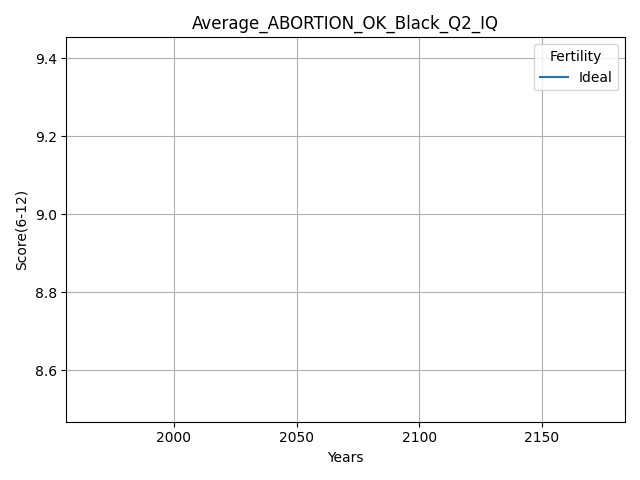 Average_ABORTION_OK_Black_Q2_IQ
Fertility
Ideal
9.4
9.2
9.0
8.8
8.6
Score(6-12)
2000
2050
2100
2150
Years